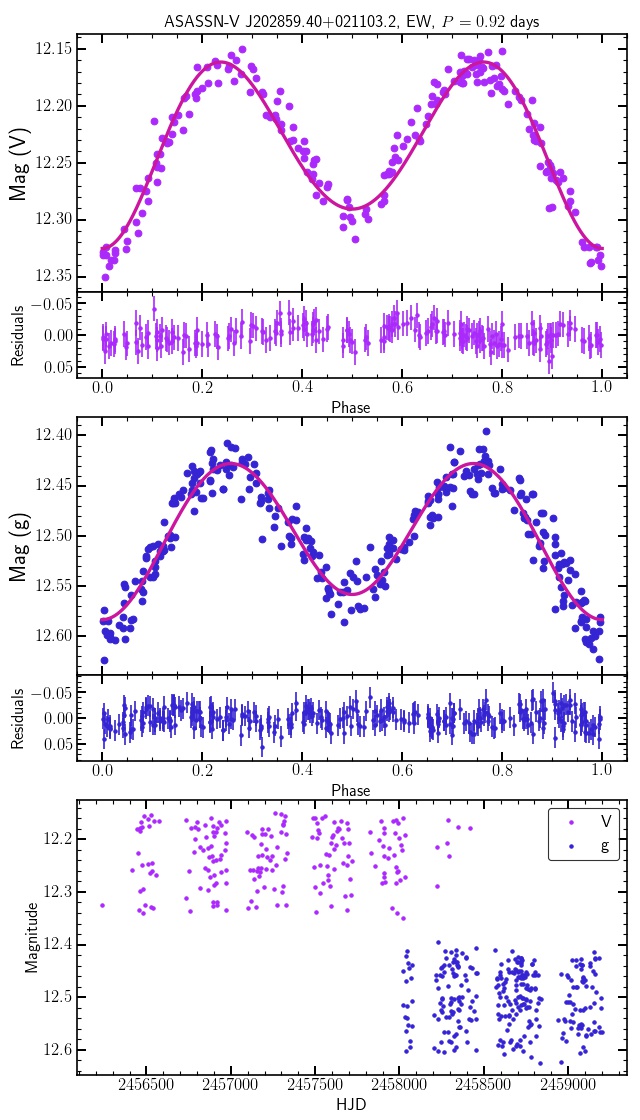 ASASSN-V J202859.40+021103.2, EW, P = 0.92 days
Mag (V)
12.15
12.20
12.25
12.30
12.35
Residuals
−0.05
0.00
0.05
0.0 0.2 0.4 0.6 0.8 1.0
Phase
Mag (g)
12.40
12.45
12.50
12.55
12.60
Residuals
−0.05
0.00
0.05
0.0 0.2 0.4 0.6 0.8 1.0
Phase
Magnitude
12.2
12.3
12.4
12.5
12.6
V
g
2456500 2457000 2457500 2458000 2458500 2459000
HJD